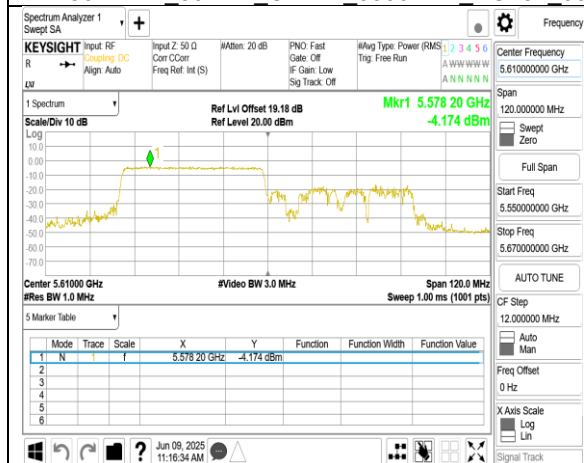 Spectrum Analyzer 1
Swept SA
+
Frequency
KEYSIGHT Input: RF
R Coupling: DC
Align: Auto
LXI
Input Z: 50 Ω
Corr CCorr
Freq Ref: Int (S)
#Atten: 20 dB
PNO: Fast
Gate: Off
IF Gain: Low
Sig Track: Off
#Avg Type: Power (RMS
Trig: Free Run
1 2 3 4 5 6
A W W W W W
A N N N N N
Center Frequency
5.610000000 GHz
Span
120.000000 MHz
Swept
Zero
Full Span
Start Freq
5.550000000 GHz
Stop Freq
5.670000000 GHz
AUTO TUNE
CF Step
12.000000 MHz
Auto
Man
Freq Offset
0 Hz
X Axis Scale
Log
Lin
Signal Track
1 Spectrum
Scale/Div 10 dB
Ref Lvl Offset 19.18 dB
Ref Level 20.00 dBm
Mkr1 5.578 20 GHz
-4.174 dBm
Log
10.0
0.00
-10.0
-20.0
-30.0
-40.0
-50.0
-60.0
-70.0
1
Center 5.61000 GHz
#Res BW 1.0 MHz
#Video BW 3.0 MHz
Span 120.0 MHz
Sweep 1.00 ms (1001 pts)
5 Marker Table
Mode Trace Scale X Y Function Function Width Function Value
1 N 1 f 5.578 20 GHz -4.174 dBm
2
3
4
5
6
?
Jun 09, 2025
11:16:34 AM